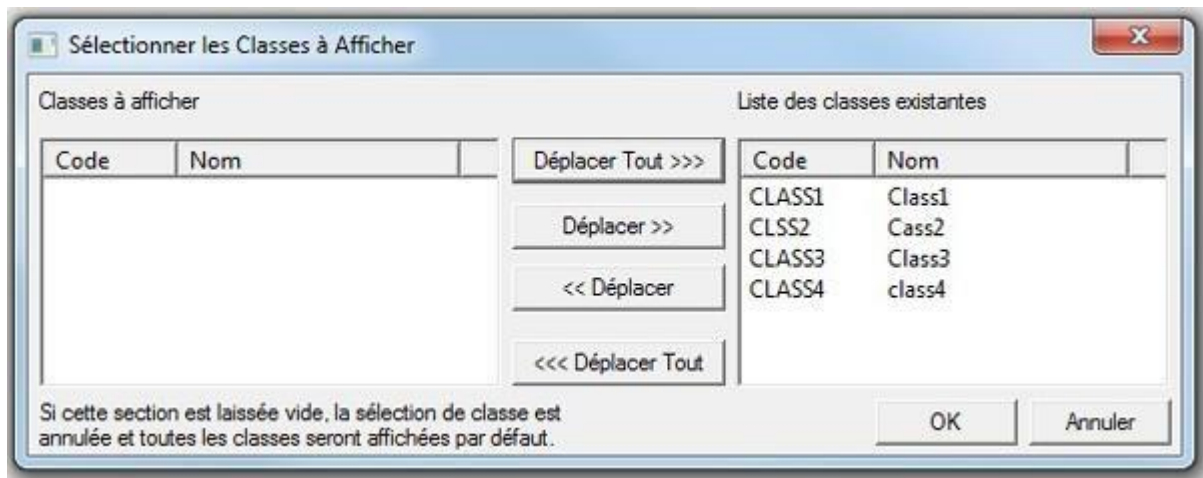 Sélectionner les Classes à Afficher
Classes à afficher
Liste des classes existantes
Code Nom
Déplacer Tout >>>
Déplacer >>
<< Déplacer
<<< Déplacer Tout
Code Nom
CLASS1 Class1
CLSS2 Cass2
CLASS3 Class3
CLASS4 class4
Si cette section est laissée vide, la sélection de classe est
annulée et toutes les classes seront affichées par défaut.
OK
Annuler